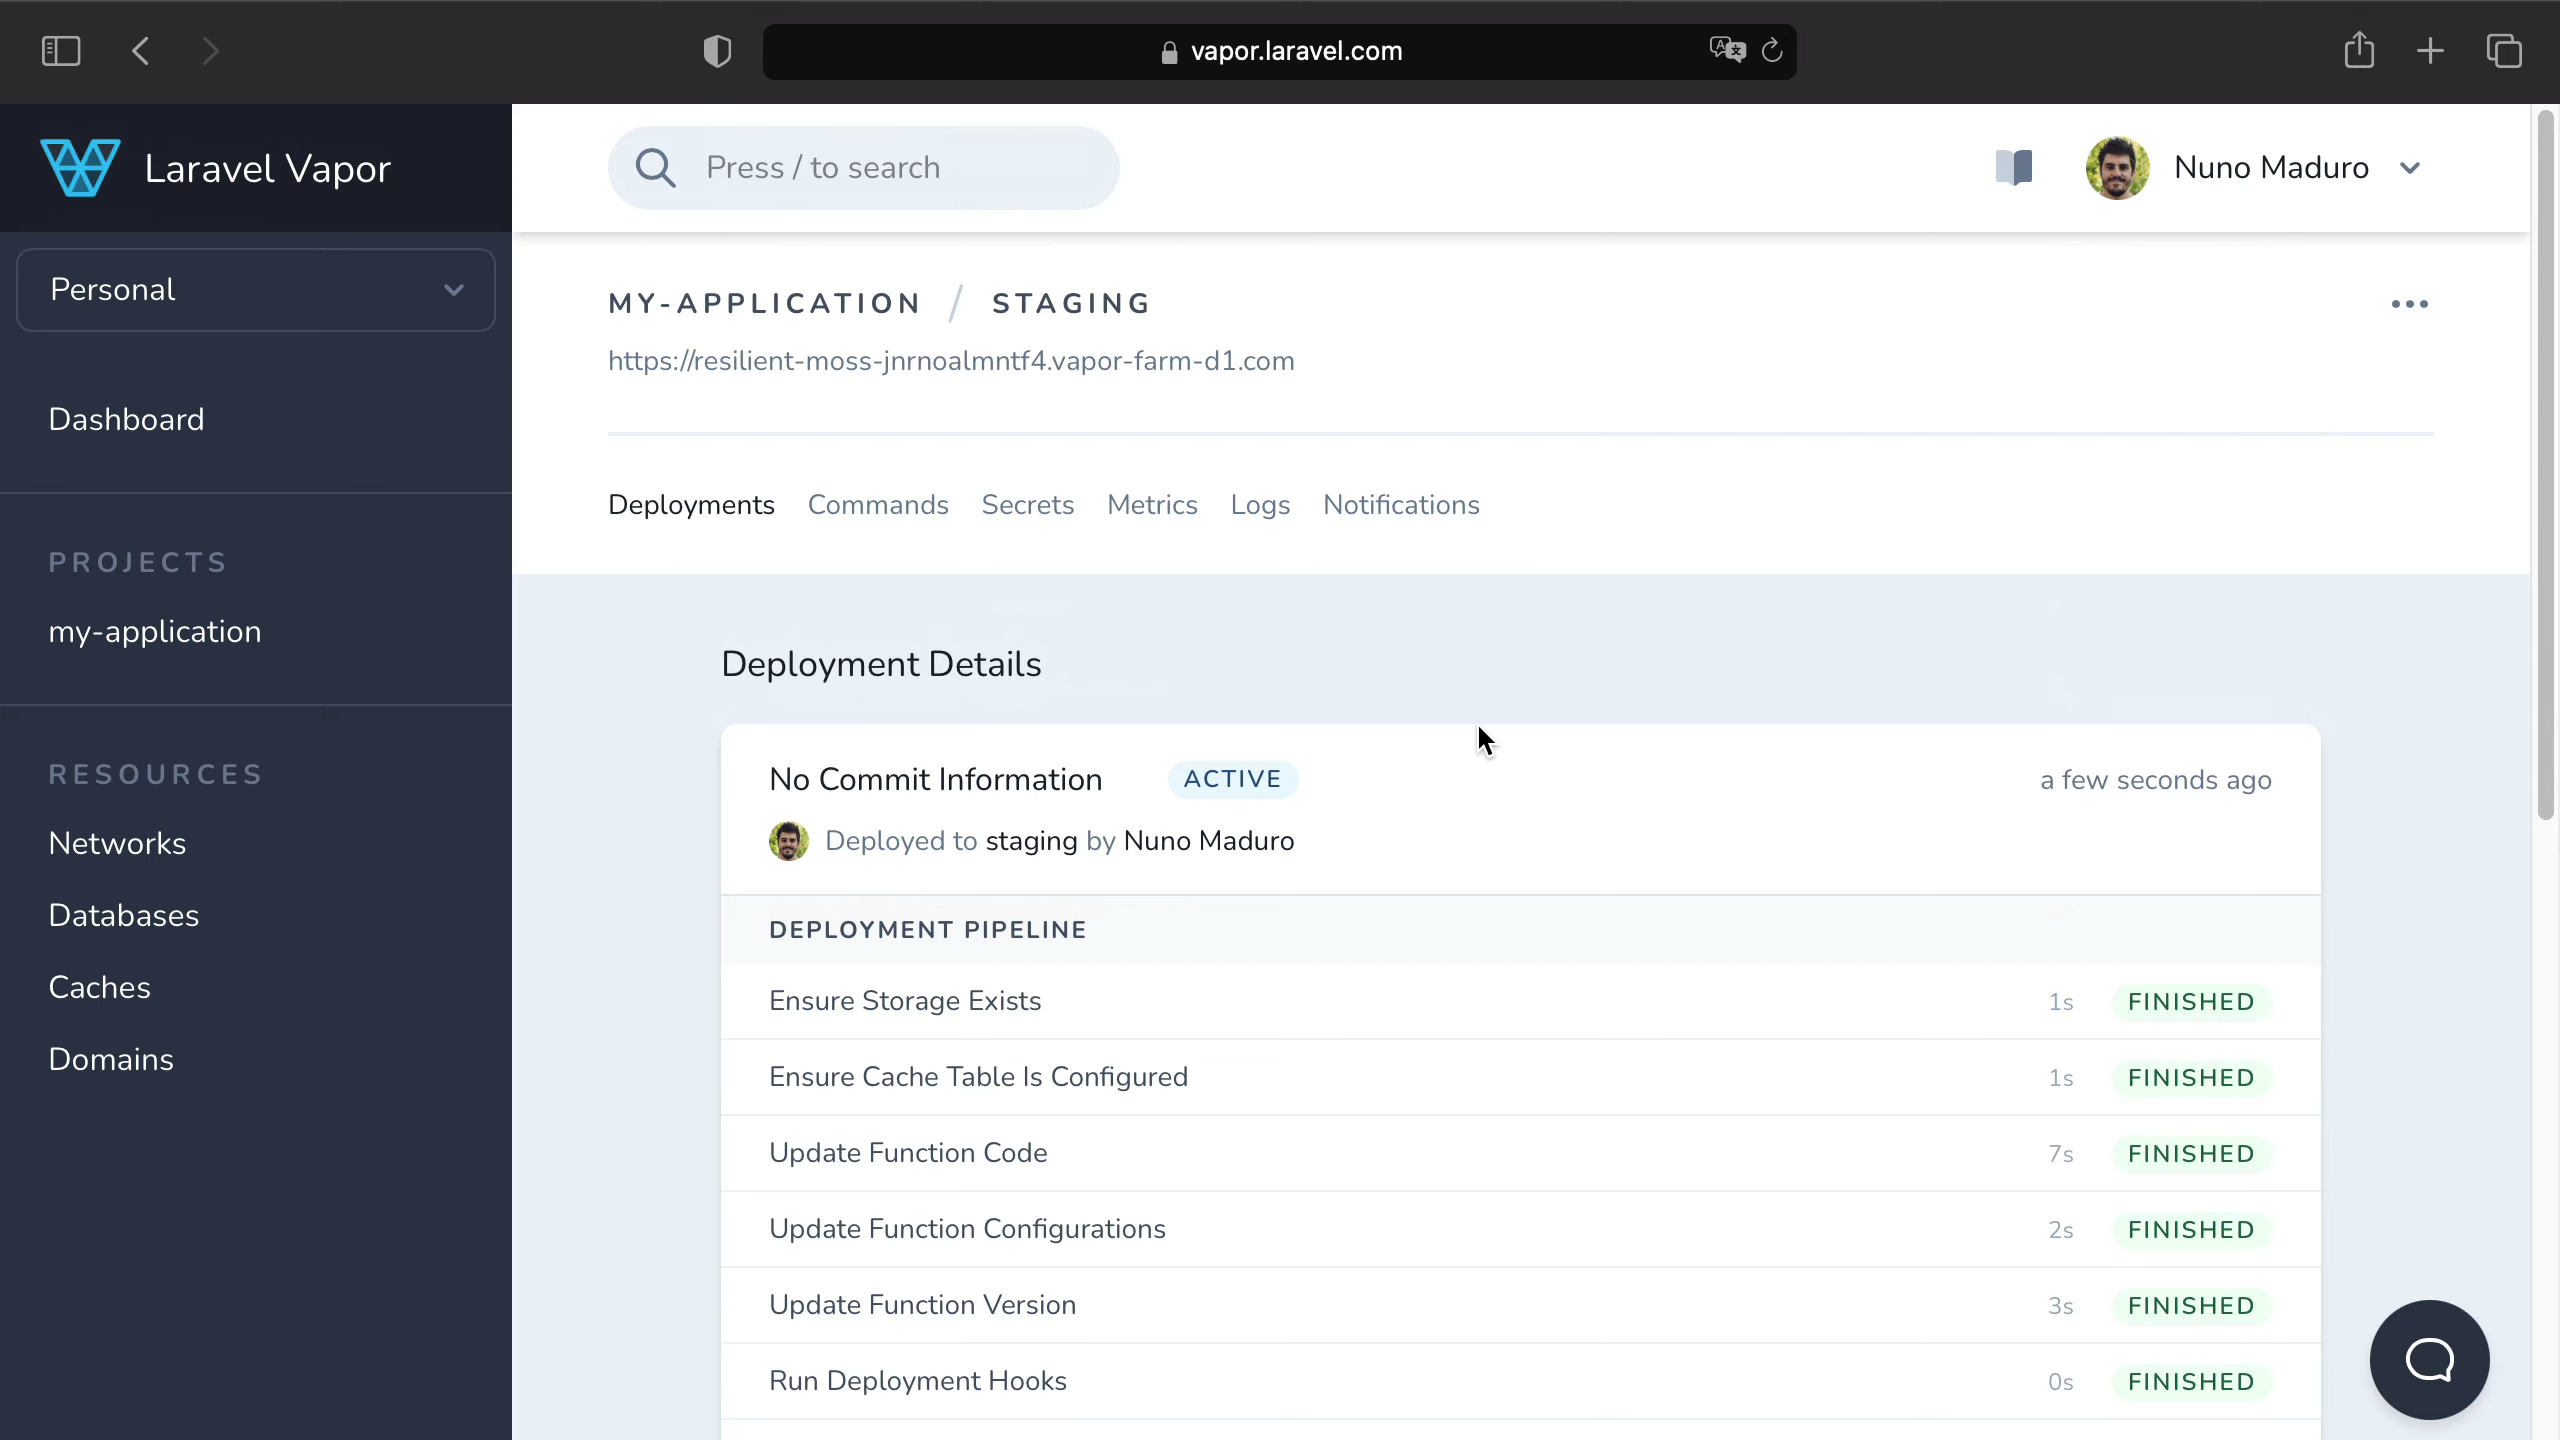 vapor.laravel.com
Laravel Vapor
Press / to search
Nuno Maduro
Personal
Dashboard
PROJECTS
my-application
RESOURCES
Networks
Databases
Caches
Domains
MY-APPLICATION / STAGING
https://resilient-moss-jnrnoalmntf4.vapor-farm-d1.com
Deployments Commands Secrets Metrics Logs Notifications
Deployment Details
No Commit Information ACTIVE a few seconds ago
Deployed to staging by Nuno Maduro
DEPLOYMENT PIPELINE
Ensure Storage Exists 1s FINISHED
Ensure Cache Table Is Configured 1s FINISHED
Update Function Code 7s FINISHED
Update Function Configurations 2s FINISHED
Update Function Version 3s FINISHED
Run Deployment Hooks 0s FINISHED